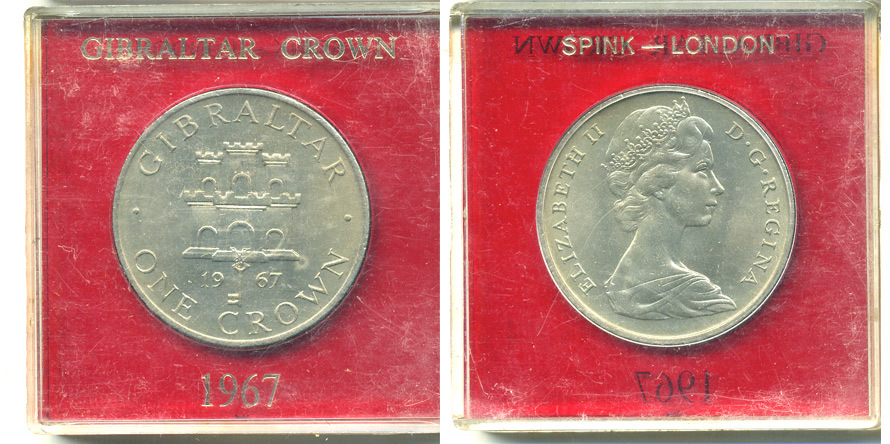 GIBRALTAR CROWN
· GIBRALTAR ·
19 67
ONE CROWN
1967
SPINK – LONDON
ELIZABETH II
D·G·REGINA